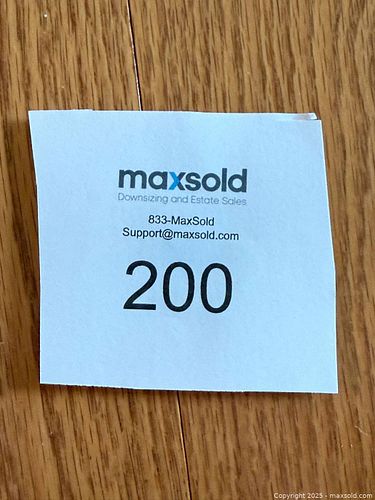 maxsold
Downsizing and Estate Sales
833-MaxSold
Support@maxsold.com
200
Copyright 2025 - maxsold.com